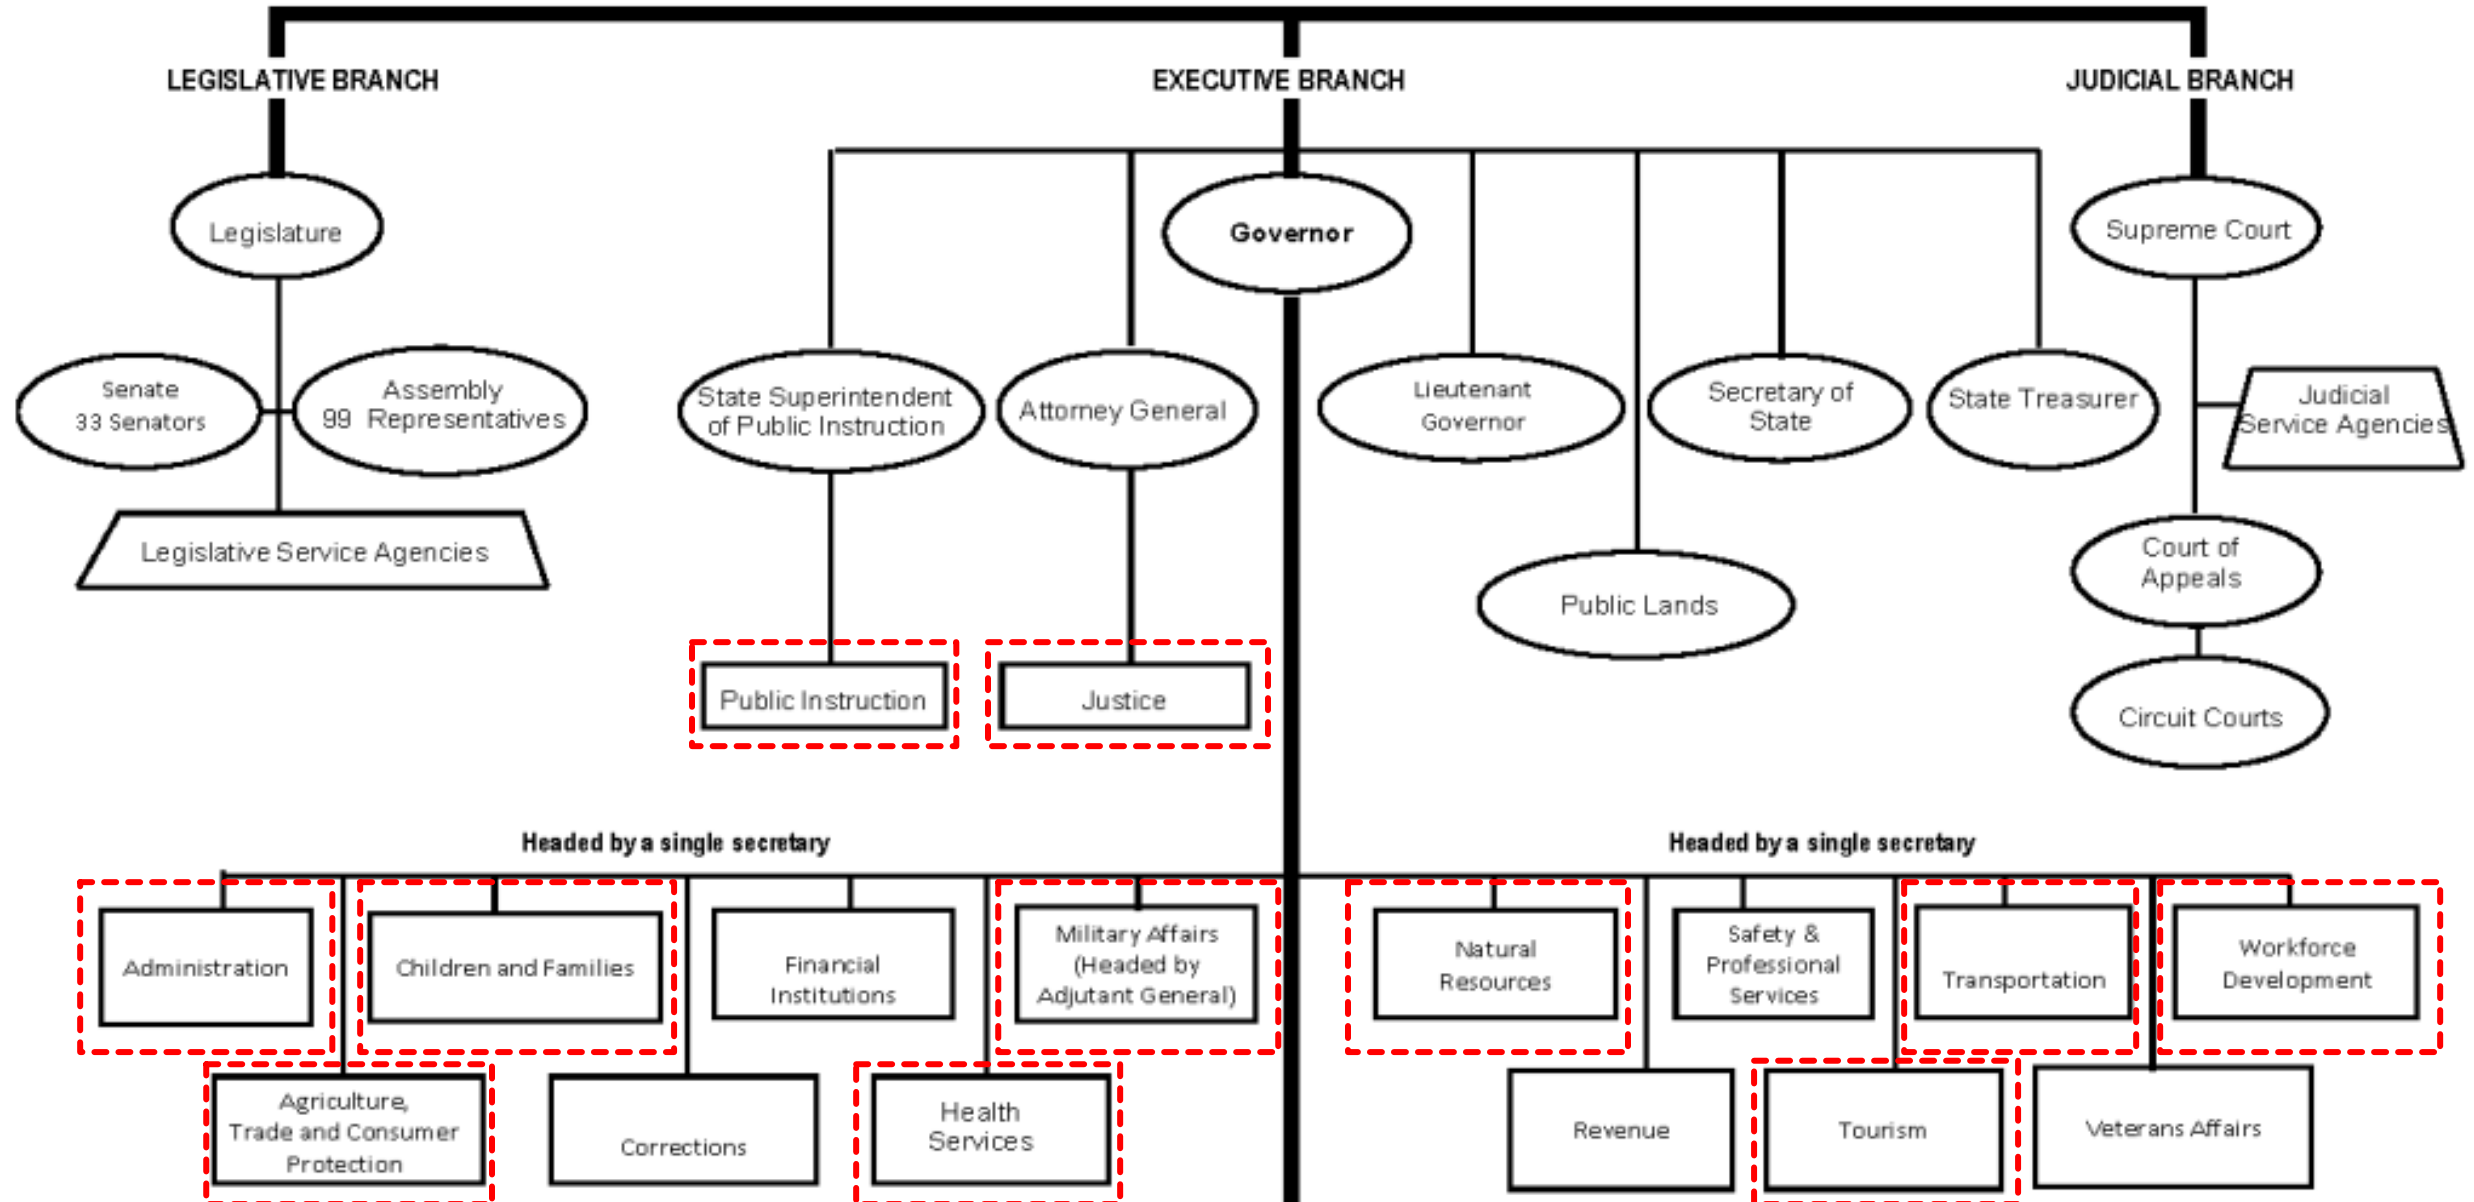 LEGISLATIVE BRANCH
EXECUTIVE BRANCH
JUDICIAL BRANCH
Legislature
Governor
Supreme Court
Senate
33 Senators
Assembly
99 Representatives
State Superintendent
of Public Instruction
Attorney General
Lieutenant
Governor
Secretary of
State
State Treasurer
Judicial
Service Agencies
Legislative Service Agencies
Court of
Appeals
Public Lands
Public Instruction
Justice
Circuit Courts
Headed by a single secretary
Headed by a single secretary
Administration
Children and Families
Financial
Institutions
Military Affairs
(Headed by
Adjutant General)
Natural
Resources
Safety &
Professional
Services
Transportation
Workforce
Development
Agriculture,
Trade and Consumer
Protection
Corrections
Health
Services
Revenue
Tourism
Veterans Affairs